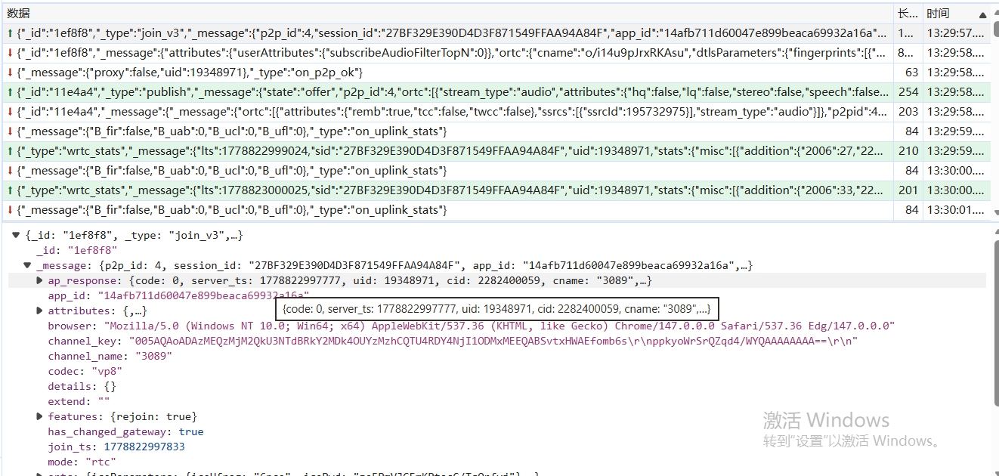 数据 长... 时间
{"_id":"1ef8f8","_type":"join_v3","_message":{"p2p_id":4,"session_id":"27BF329E390D4D3F871549FFAA94A84F","app_id":"14afb711d60047e899beaca69932a16a"... 1... 13:29:57....
{"_id":"1ef8f8","_message":{"attributes":{"userAttributes":{"subscribeAudioFilterTopN":0}},"ortc":{"cname":"o/i14u9pJrxRKAsu","dtlsParameters":{"fingerprints":[{"... 8... 13:29:58....
{"_message":{"proxy":false,"uid":19348971},"_type":"on_p2p_ok"} 63 13:29:58....
{"_id":"11e4a4","_type":"publish","_message":{"state":"offer","p2p_id":4,"ortc":[{"stream_type":"audio","attributes":{"hq":false,"lq":false,"stereo":false,"speech":false... 254 13:29:58....
{"_id":"11e4a4","_message":{"_message":{"ortc":[{"attributes":{"remb":true,"tcc":false,"twcc":false},"ssrcs":[{"ssrcId":195732975}],"stream_type":"audio"}]},"p2pid":4... 203 13:29:58....
{"_message":{"B_fir":false,"B_uab":0,"B_ucl":0,"B_ufl":0},"_type":"on_uplink_stats"} 84 13:29:59....
{"_type":"wrtc_stats","_message":{"lts":1778822999024,"sid":"27BF329E390D4D3F871549FFAA94A84F","uid":19348971,"stats":{"misc":[{"addition":{"2006":27,"22... 210 13:29:59....
{"_message":{"B_fir":false,"B_uab":0,"B_ucl":0,"B_ufl":0},"_type":"on_uplink_stats"} 84 13:30:00....
{"_type":"wrtc_stats","_message":{"lts":1778823000025,"sid":"27BF329E390D4D3F871549FFAA94A84F","uid":19348971,"stats":{"misc":[{"addition":{"2006":33,"22... 201 13:30:00....
{"_message":{"B_fir":false,"B_uab":0,"B_ucl":0,"B_ufl":0},"_type":"on_uplink_stats"} 84 13:30:01....
{_id: "1ef8f8", _type: "join_v3",…}
_id: "1ef8f8"
_message: {p2p_id: 4, session_id: "27BF329E390D4D3F871549FFAA94A84F", app_id: "14afb711d60047e899beaca69932a16a",…}
ap_response: {code: 0, server_ts: 1778822997777, uid: 19348971, cid: 2282400059, cname: "3089",…}
app_id: "14afb711d60047e899beaca69932a16a"
{code: 0, server_ts: 1778822997777, uid: 19348971, cid: 2282400059, cname: "3089",…}
attributes: {,…}
browser: "Mozilla/5.0 (Windows NT 10.0; Win64; x64) AppleWebKit/537.36 (KHTML, like Gecko) Chrome/147.0.0.0 Safari/537.36 Edg/147.0.0.0"
channel_key: "005AQAoADAzMEQzMjM2QkU3NTdBRkY2MDk4OUYzMzhCQTU4RDY4NjI1ODMxMEEQABSvtxHWAEfomb6s\r\nppkyoWrSrQZqd4/WYQAAAAAAAA==\r\n"
channel_name: "3089"
codec: "vp8"
details: {}
extend: ""
features: {rejoin: true}
has_changed_gateway: true
join_ts: 1778822997833
mode: "rtc"
激活 Windows
转到"设置"以激活 Windows。